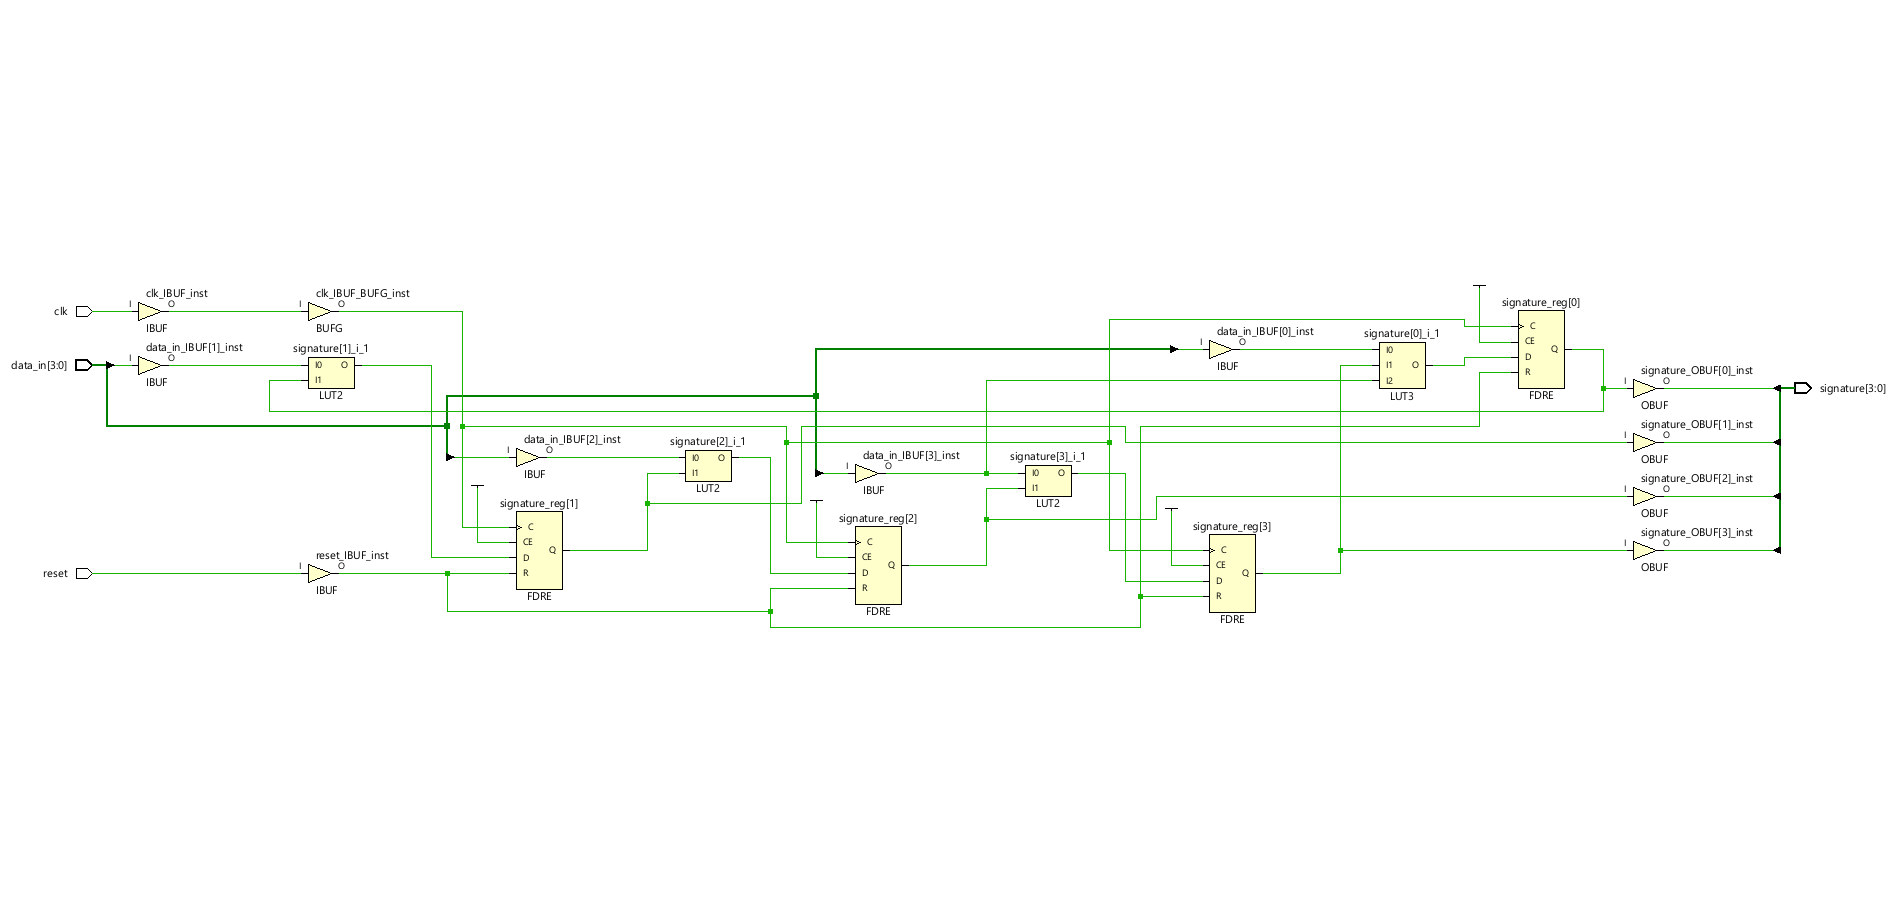 clk
I
clk_IBUF_inst
O
IBUF
I
clk_IBUF_BUFG_inst
O
BUFG
data_in[3:0]
I
data_in_IBUF[1]_inst
O
IBUF
signature[1]_i_1
I0
O
I1
LUT2
reset
I
reset_IBUF_inst
O
IBUF
I
data_in_IBUF[2]_inst
O
IBUF
signature_reg[1]
C
CE
D
R
Q
FDRE
signature[2]_i_1
I0
O
I1
LUT2
I
data_in_IBUF[3]_inst
O
IBUF
signature_reg[2]
C
CE
D
R
Q
FDRE
signature[3]_i_1
I0
O
I1
LUT2
I
data_in_IBUF[0]_inst
O
IBUF
signature_reg[3]
C
CE
D
R
Q
FDRE
signature[0]_i_1
I0
I1
O
I2
LUT3
signature_reg[0]
C
CE
D
R
Q
FDRE
signature_OBUF[0]_inst
I
O
OBUF
signature_OBUF[1]_inst
I
O
OBUF
signature_OBUF[2]_inst
I
O
OBUF
signature_OBUF[3]_inst
I
O
OBUF
signature[3:0]